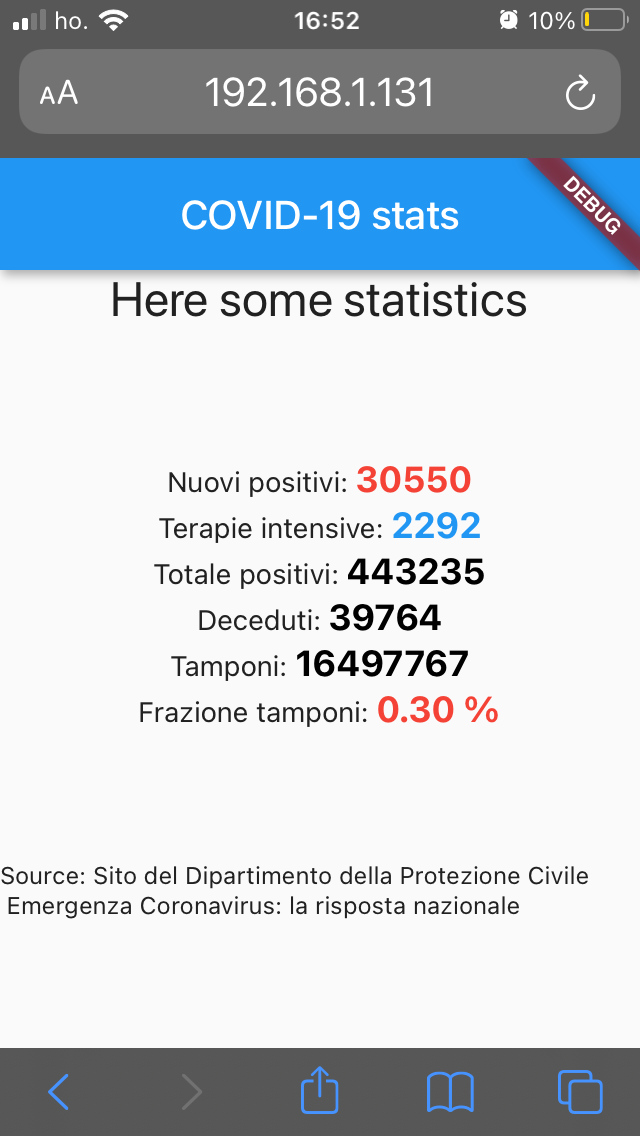 ho. 16:52 10%
AA 192.168.1.131
COVID-19 stats
DEBUG
Here some statistics
Nuovi positivi: 30550
Terapie intensive: 2292
Totale positivi: 443235
Deceduti: 39764
Tamponi: 16497767
Frazione tamponi: 0.30 %
Source: Sito del Dipartimento della Protezione Civile
Emergenza Coronavirus: la risposta nazionale